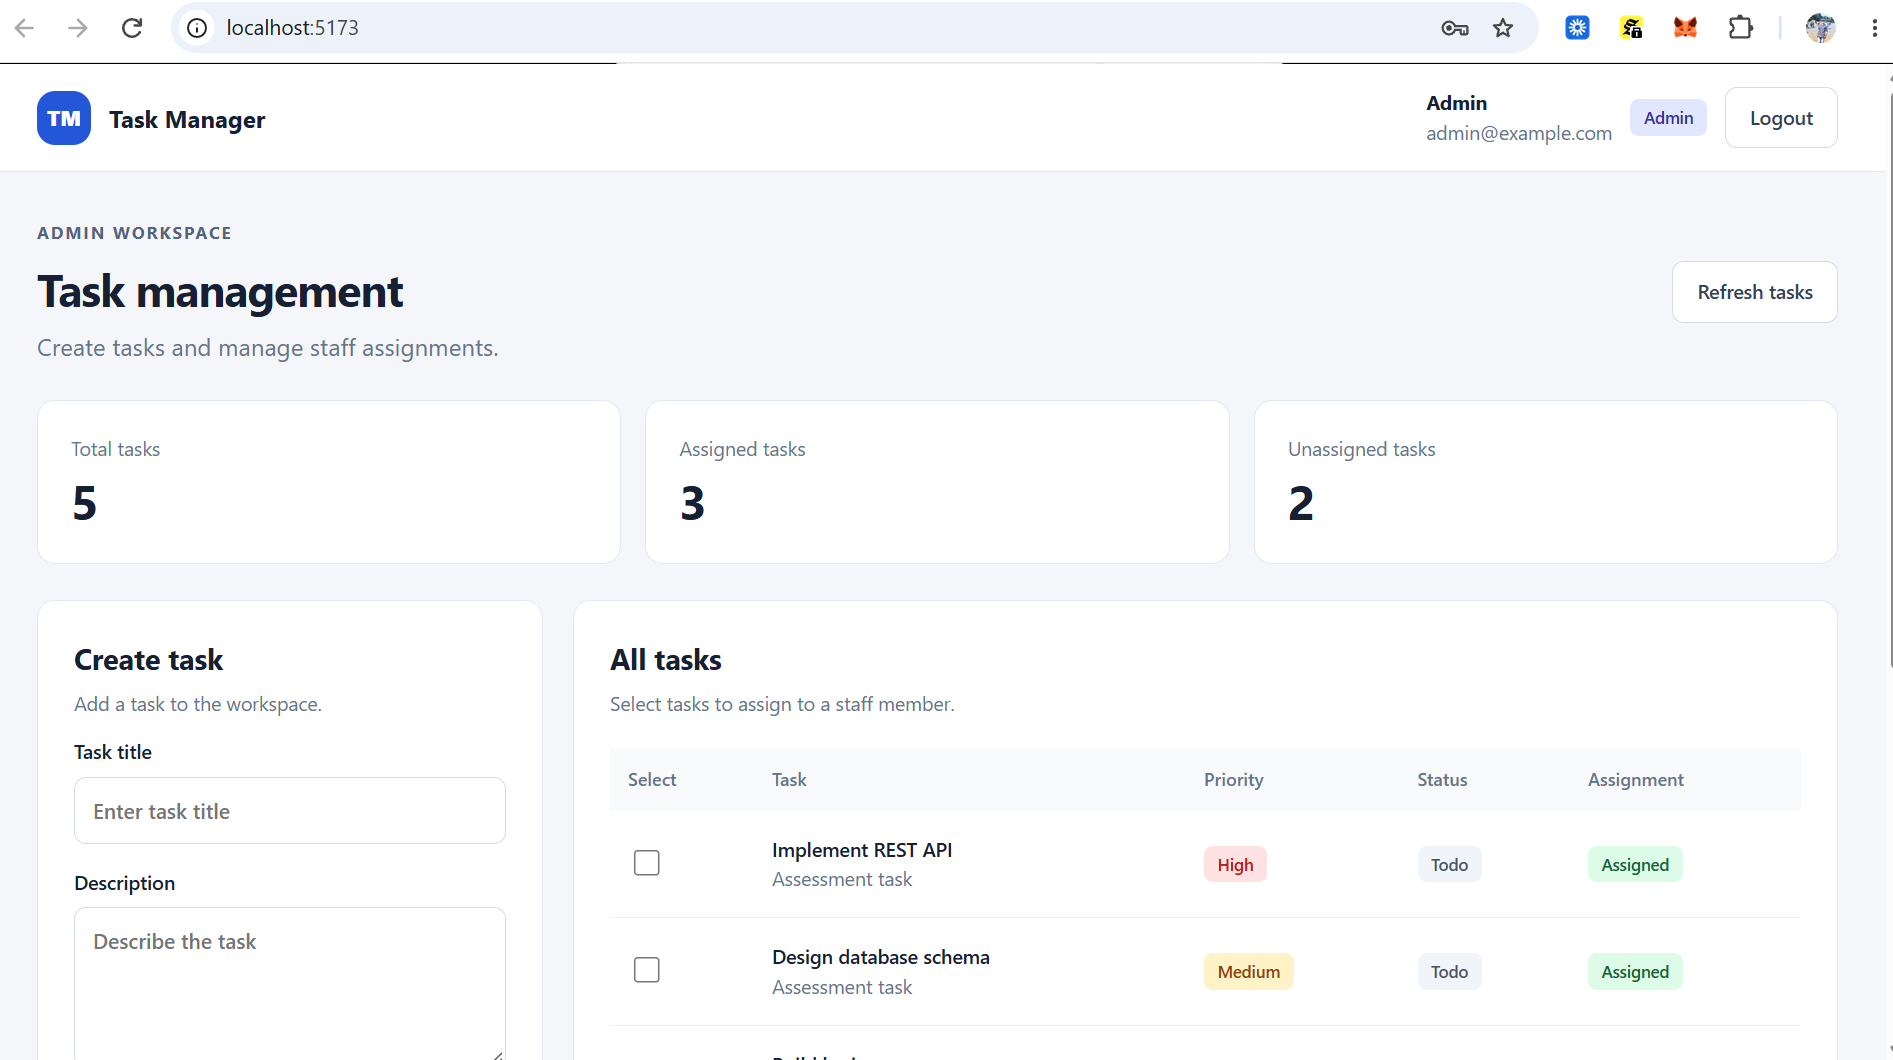 localhost:5173
TM
Task Manager
Admin
admin@example.com
Admin
Logout
ADMIN WORKSPACE
Task management
Create tasks and manage staff assignments.
Refresh tasks
Total tasks
5
Assigned tasks
3
Unassigned tasks
2
Create task
Add a task to the workspace.
Task title
Enter task title
Description
Describe the task
All tasks
Select tasks to assign to a staff member.
Select Task Priority Status Assignment
Implement REST API
Assessment task
High
Todo
Assigned
Design database schema
Assessment task
Medium
Todo
Assigned